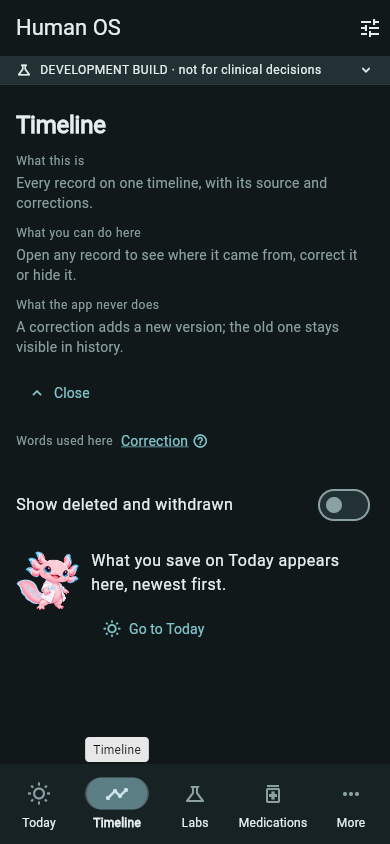 Human OS
DEVELOPMENT BUILD · not for clinical decisions
Timeline
What this is
Every record on one timeline, with its source and
corrections.
What you can do here
Open any record to see where it came from, correct it
or hide it.
What the app never does
A correction adds a new version; the old one stays
visible in history.
Close
Words used here Correction
Show deleted and withdrawn
What you save on Today appears
here, newest first.
Go to Today
Timeline
Today
Timeline
Labs
Medications
More